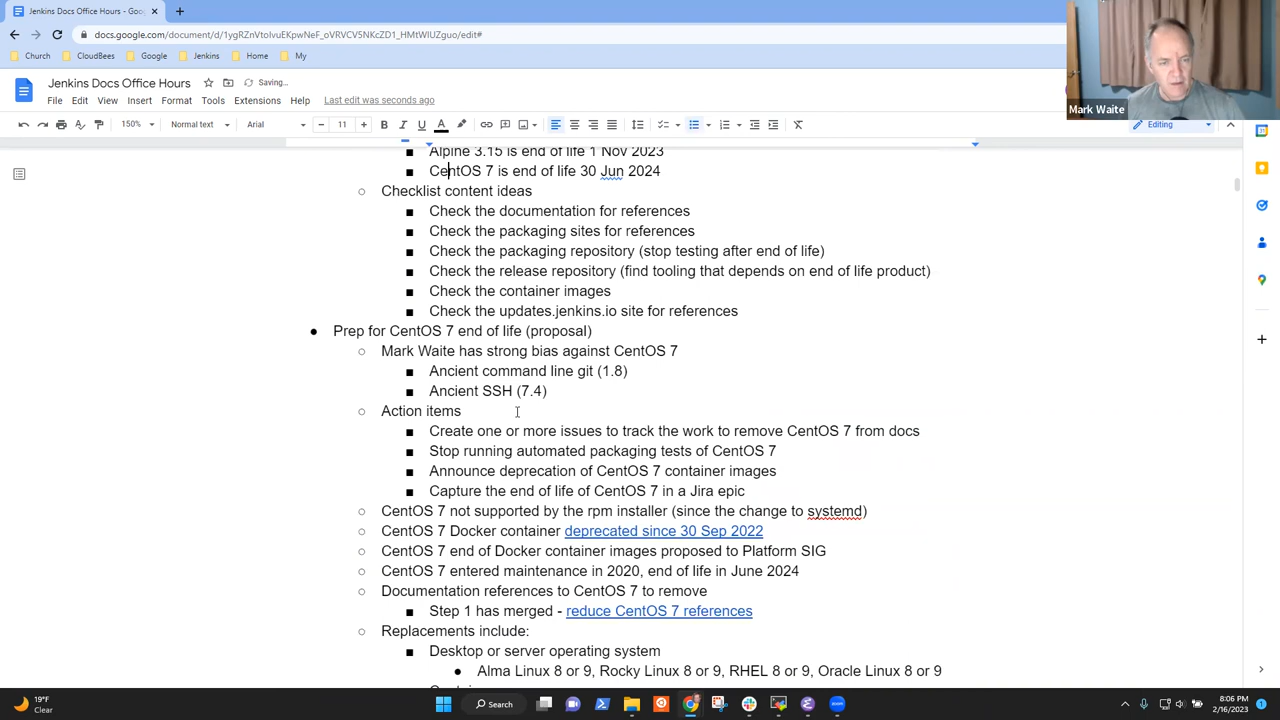 Jenkins Docs Office Hours - Goo
docs.google.com/document/d/1ygRZnVtoIvuEKpwNeF_oVRVCV5NKcZD1_HMtWIUZguo/edit#
Church
CloudBees
Google
Jenkins
Home
My
Jenkins Docs Office Hours
Saving...
File Edit View Insert Format Tools Extensions Help Last edit was seconds ago
150% Normal text Arial 11 Editing
Mark Waite
■ Alpine 3.15 is end of life 1 Nov 2023
■ CentOS 7 is end of life 30 Jun 2024
○ Checklist content ideas
■ Check the documentation for references
■ Check the packaging sites for references
■ Check the packaging repository (stop testing after end of life)
■ Check the release repository (find tooling that depends on end of life product)
■ Check the container images
■ Check the updates.jenkins.io site for references
● Prep for CentOS 7 end of life (proposal)
○ Mark Waite has strong bias against CentOS 7
■ Ancient command line git (1.8)
■ Ancient SSH (7.4)
○ Action items
■ Create one or more issues to track the work to remove CentOS 7 from docs
■ Stop running automated packaging tests of CentOS 7
■ Announce deprecation of CentOS 7 container images
■ Capture the end of life of CentOS 7 in a Jira epic
○ CentOS 7 not supported by the rpm installer (since the change to systemd)
○ CentOS 7 Docker container deprecated since 30 Sep 2022
○ CentOS 7 end of Docker container images proposed to Platform SIG
○ CentOS 7 entered maintenance in 2020, end of life in June 2024
○ Documentation references to CentOS 7 to remove
■ Step 1 has merged - reduce CentOS 7 references
○ Replacements include:
■ Desktop or server operating system
● Alma Linux 8 or 9, Rocky Linux 8 or 9, RHEL 8 or 9, Oracle Linux 8 or 9
19°F
Clear
Search
8:06 PM
2/16/2023